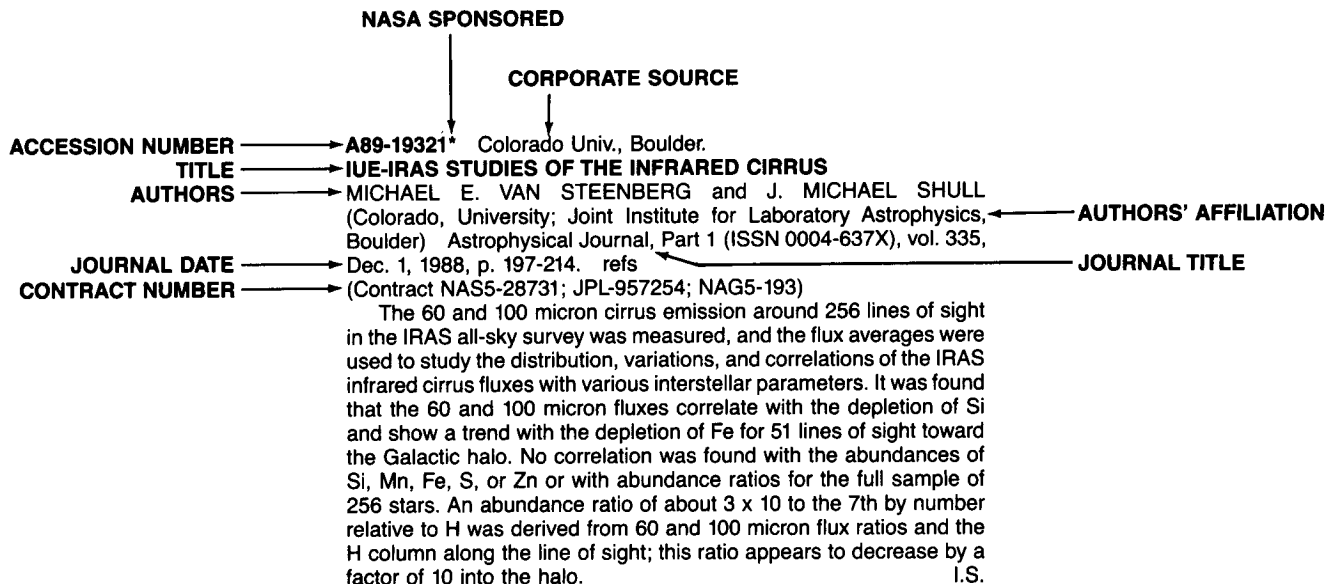 NASA SPONSORED
CORPORATE SOURCE
ACCESSION NUMBER A89-19321* Colorado Univ., Boulder.
TITLE IUE-IRAS STUDIES OF THE INFRARED CIRRUS
AUTHORS MICHAEL E. VAN STEENBERG and J. MICHAEL SHULL
(Colorado, University; Joint Institute for Laboratory Astrophysics, AUTHORS' AFFILIATION
Boulder) Astrophysical Journal, Part 1 (ISSN 0004-637X), vol. 335,
JOURNAL DATE Dec. 1, 1988, p. 197-214. refs JOURNAL TITLE
CONTRACT NUMBER (Contract NAS5-28731; JPL-957254; NAG5-193)
The 60 and 100 micron cirrus emission around 256 lines of sight
in the IRAS all-sky survey was measured, and the flux averages were
used to study the distribution, variations, and correlations of the IRAS
infrared cirrus fluxes with various interstellar parameters. It was found
that the 60 and 100 micron fluxes correlate with the depletion of Si
and show a trend with the depletion of Fe for 51 lines of sight toward
the Galactic halo. No correlation was found with the abundances of
Si, Mn, Fe, S, or Zn or with abundance ratios for the full sample of
256 stars. An abundance ratio of about 3 x 10 to the 7th by number
relative to H was derived from 60 and 100 micron flux ratios and the
H column along the line of sight; this ratio appears to decrease by a
factor of 10 into the halo. I.S.